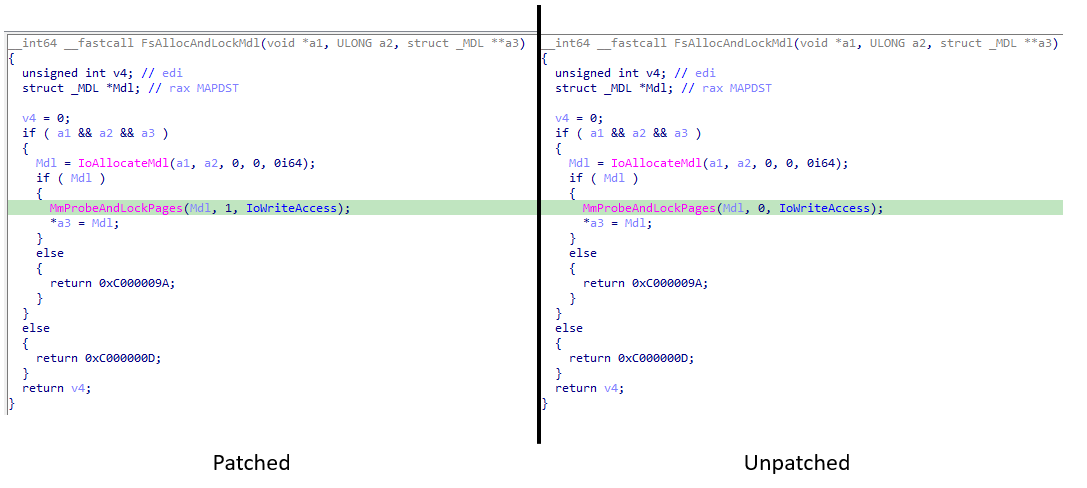 __int64 __fastcall FsAllocAndLockMdl(void *a1, ULONG a2, struct _MDL **a3)
{
  unsigned int v4; // edi
  struct _MDL *Mdl; // rax MAPDST

  v4 = 0;
  if ( a1 && a2 && a3 )
  {
    Mdl = IoAllocateMdl(a1, a2, 0, 0, 0i64);
    if ( Mdl )
    {
      MmProbeAndLockPages(Mdl, 1, IoWriteAccess);
      *a3 = Mdl;
    }
    else
    {
      return 0xC000009A;
    }
  }
  else
  {
    return 0xC000000D;
  }
  return v4;
}
Patched
__int64 __fastcall FsAllocAndLockMdl(void *a1, ULONG a2, struct _MDL **a3)
{
  unsigned int v4; // edi
  struct _MDL *Mdl; // rax MAPDST

  v4 = 0;
  if ( a1 && a2 && a3 )
  {
    Mdl = IoAllocateMdl(a1, a2, 0, 0, 0i64);
    if ( Mdl )
    {
      MmProbeAndLockPages(Mdl, 0, IoWriteAccess);
      *a3 = Mdl;
    }
    else
    {
      return 0xC000009A;
    }
  }
  else
  {
    return 0xC000000D;
  }
  return v4;
}
Unpatched